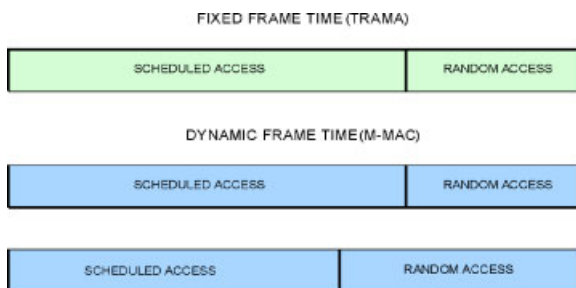 FIXED FRAME TIME(TRAMA)
SCHEDULED ACCESS RANDOM ACCESS
DYNAMIC FRAME TIME(M-MAC)
SCHEDULED ACCESS RANDOM ACCESS
SCHEDULED ACCESS RANDOM ACCESS